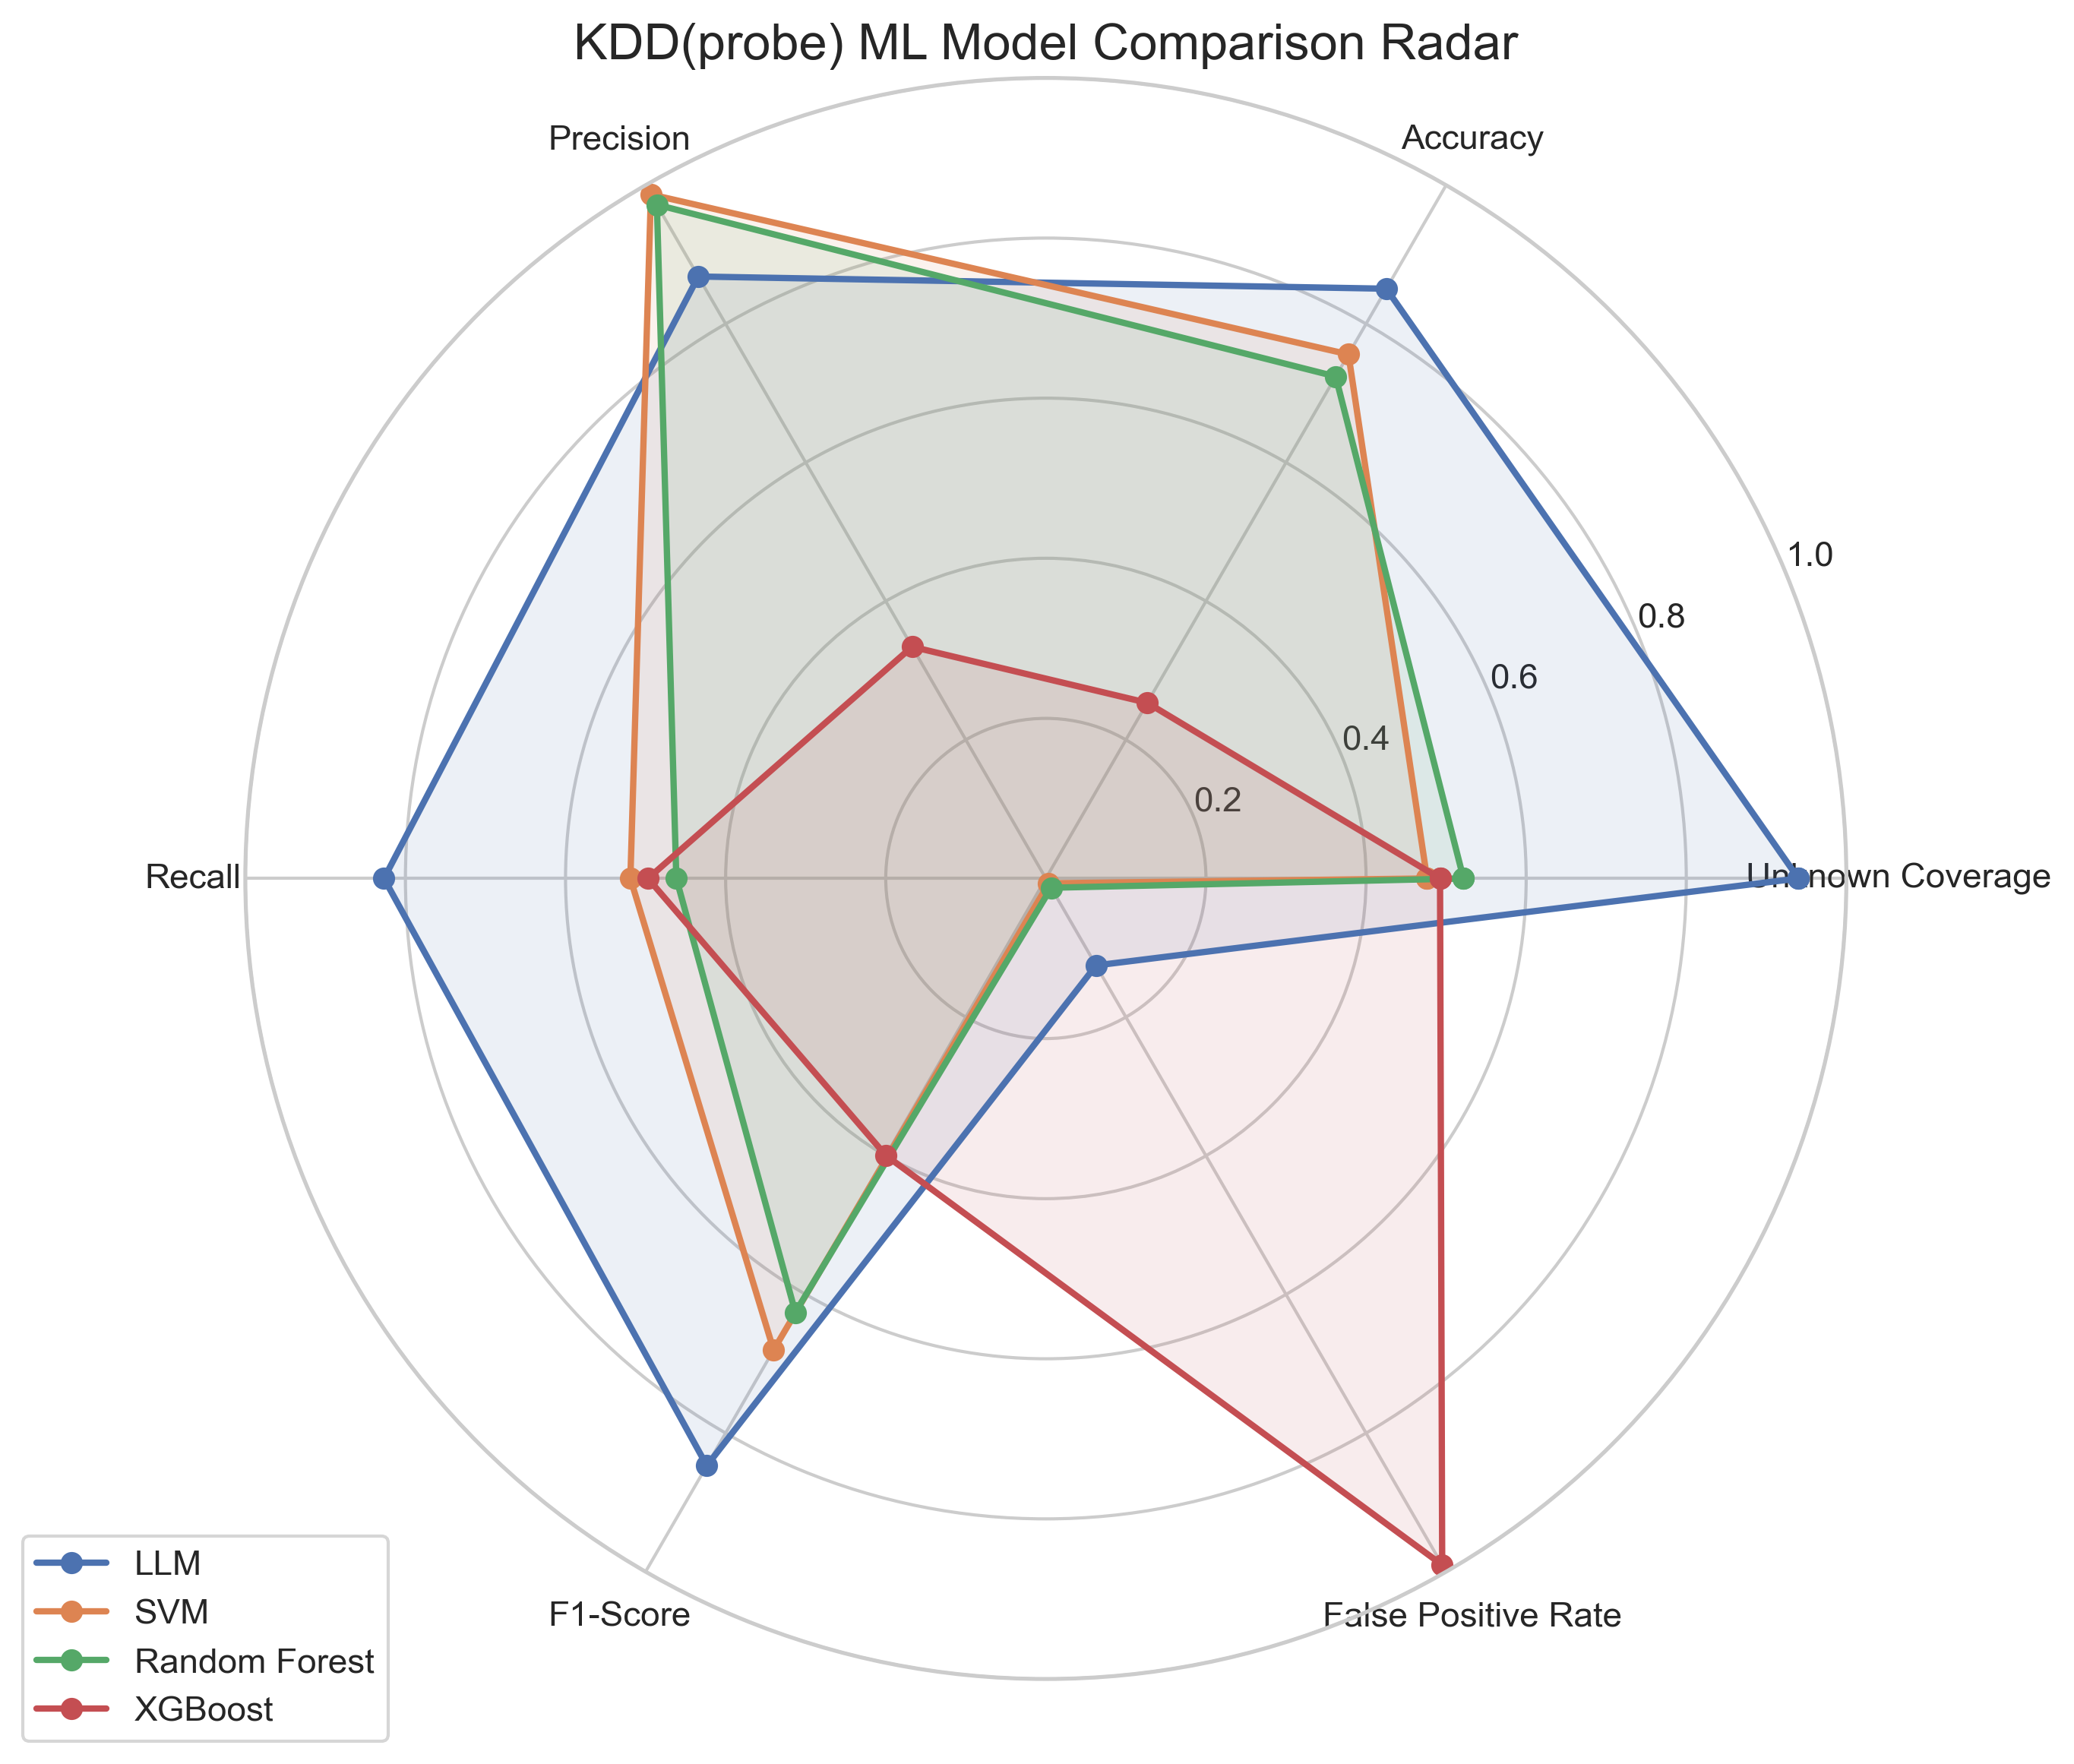 KDD(probe) ML Model Comparison Radar
Precision
Accuracy
1.0
0.8
0.6
0.4
0.2
Recall
Unknown Coverage
F1-Score
False Positive Rate
LLM
SVM
Random Forest
XGBoost